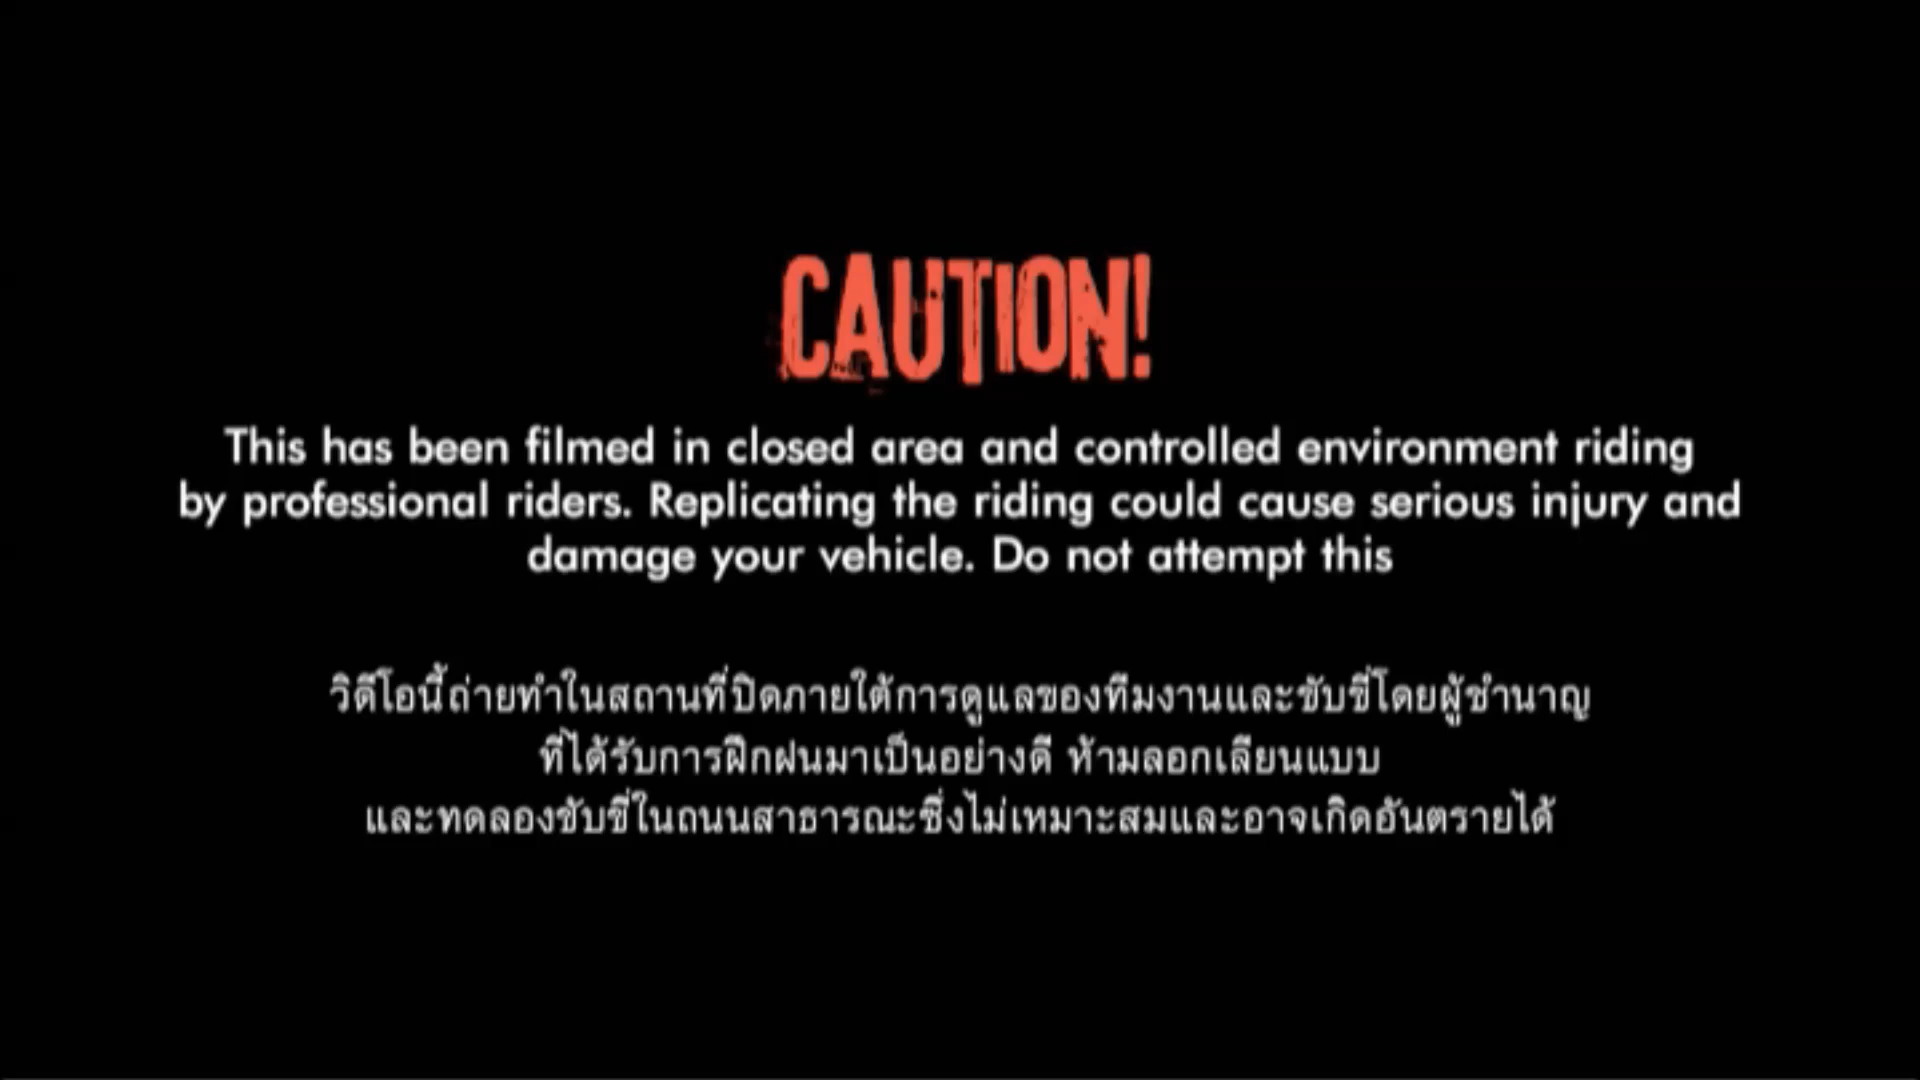 CAUTION!
This has been filmed in closed area and controlled environment riding
by professional riders. Replicating the riding could cause serious injury and
damage your vehicle. Do not attempt this
วิดีโอนี้ถ่ายทำในสถานที่ปิดภายใต้การดูแลของทีมงานและขับขี่โดยผู้ชำนาญ
ที่ได้รับการฝึกฝนมาเป็นอย่างดี ห้ามลอกเลียนแบบ
และทดลองขับขี่ในถนนสาธารณะซึ่งไม่เหมาะสมและอาจเกิดอันตรายได้